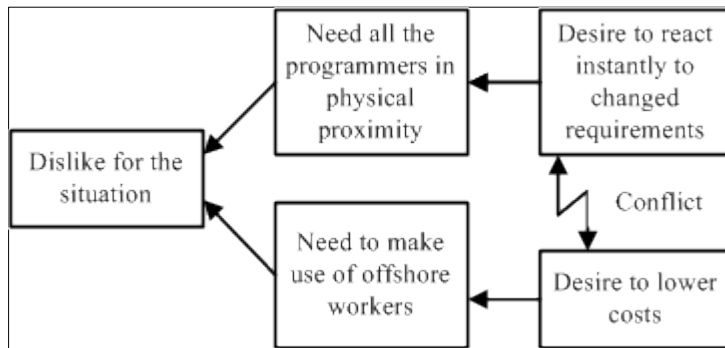 Need all the
programmers in
physical
proximity
Desire to react
instantly to
changed
requirements
Dislike for the
situation
Conflict
Need to make
use of offshore
workers
Desire to lower
costs